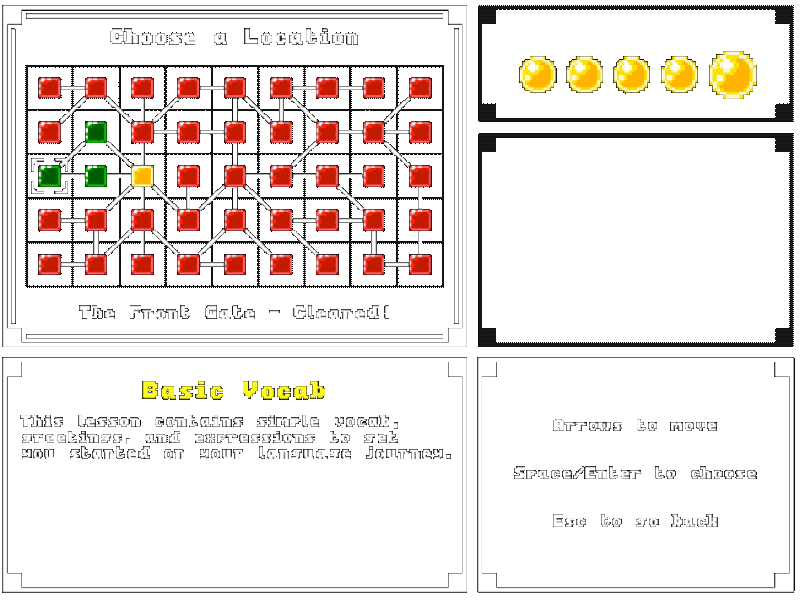 Choose a Location
The Front Gate - Cleared!
Basic Vocab
This lesson contains simple vocab,
greetings, and expressions to get
you started on your language journey.
Arrows to move
Space/Enter to choose
Esc to go back